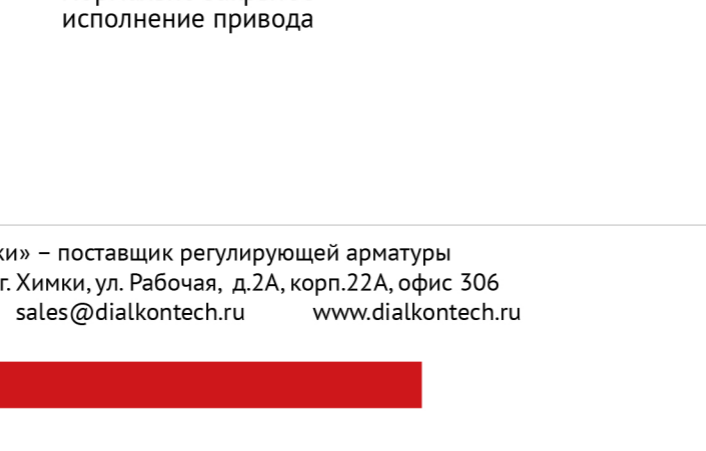 исполнение привода
ки» – поставщик регулирующей арматуры
г. Химки, ул. Рабочая, д.2А, корп.22А, офис 306
sales@dialkontech.ru www.dialkontech.ru